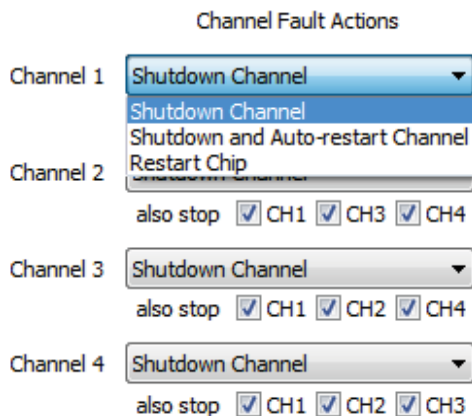 Channel Fault Actions
Channel 1 Shutdown Channel
Shutdown Channel
Shutdown and Auto-restart Channel
Restart Chip
Channel 2 Shutdown Channel
also stop CH1 CH3 CH4
Channel 3 Shutdown Channel
also stop CH1 CH2 CH4
Channel 4 Shutdown Channel
also stop CH1 CH2 CH3